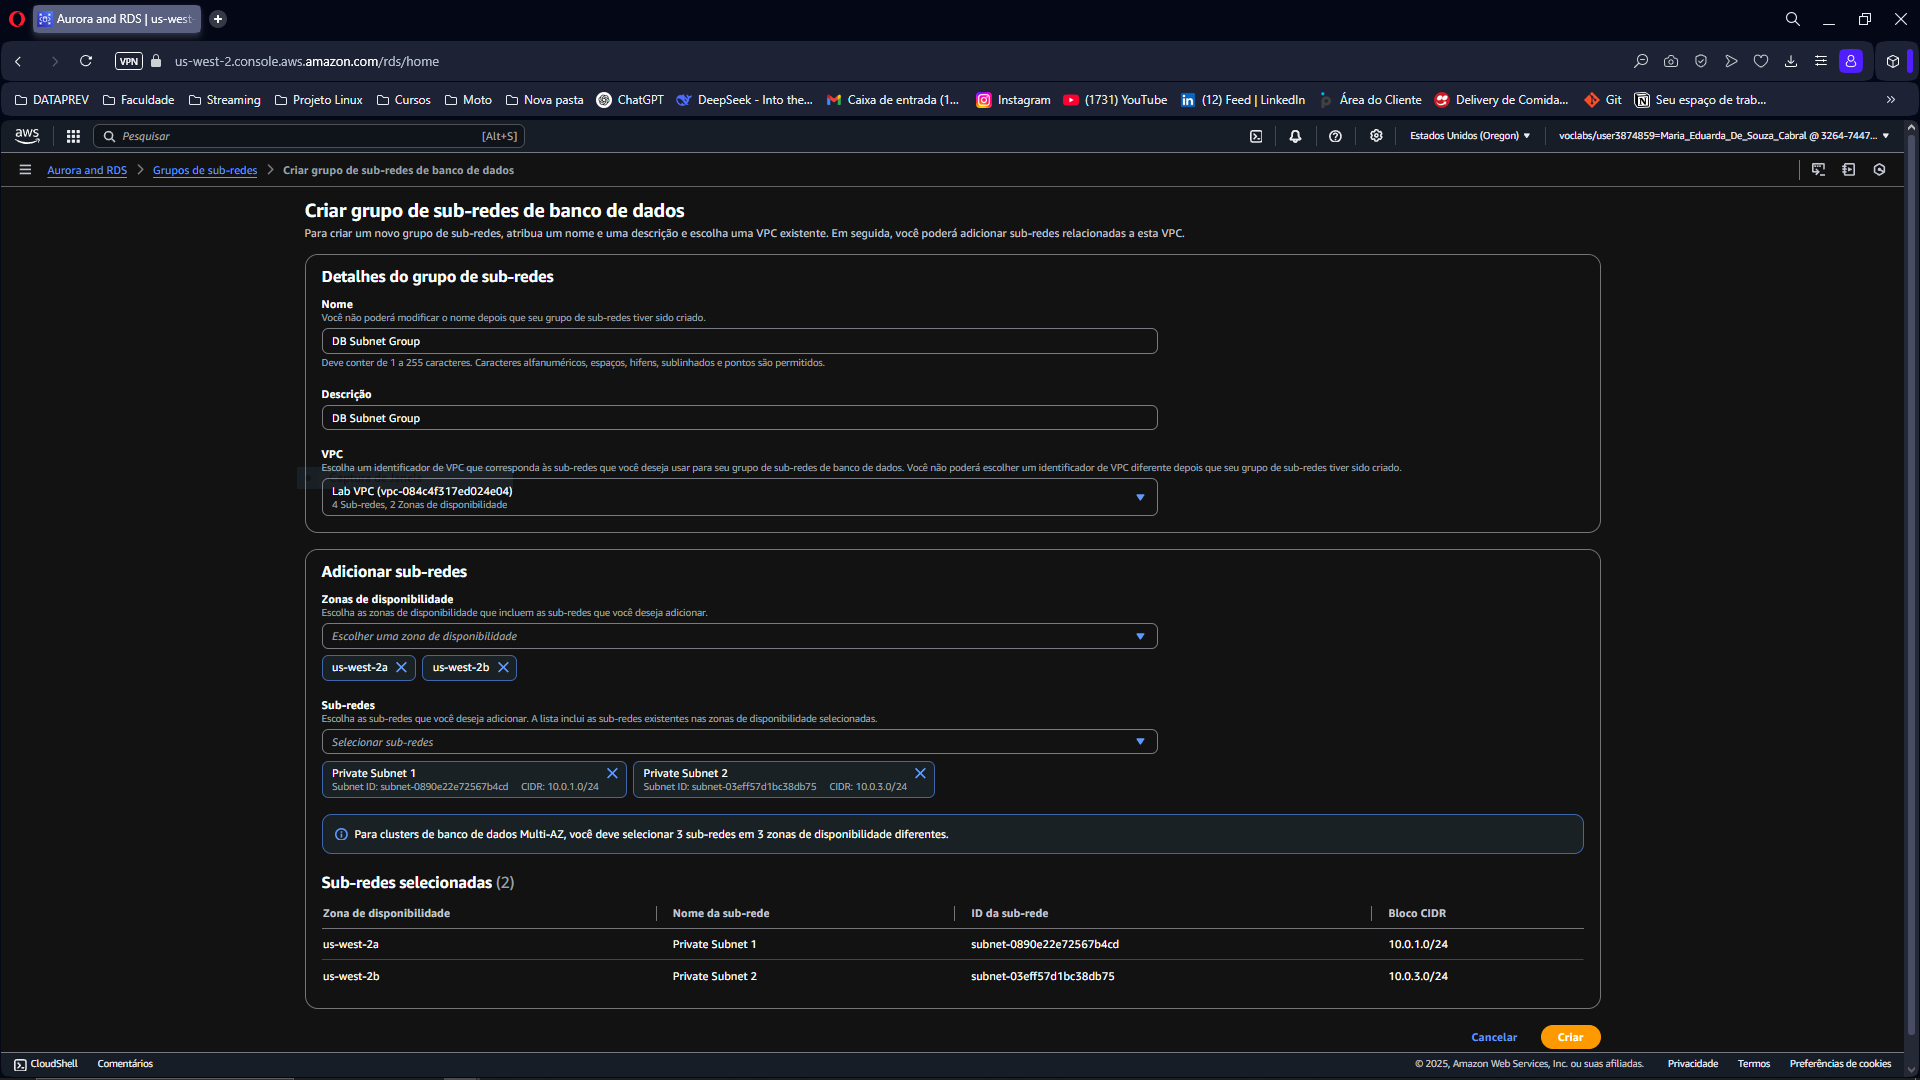 Aurora and RDS | us-west
VPN
us-west-2.console.aws.amazon.com/rds/home
DATAPREV
Faculdade
Streaming
Projeto Linux
Cursos
Moto
Nova pasta
ChatGPT
DeepSeek - Into the...
Caixa de entrada (1...
Instagram
(1731) YouTube
(12) Feed | LinkedIn
Área do Cliente
Delivery de Comida...
Git
Seu espaço de trab...
aws
Pesquisar
[Alt+S]
Estados Unidos (Oregon)
voclabs/user3874859=Maria_Eduarda_De_Souza_Cabral @ 3264-7447...
Aurora and RDS
Grupos de sub-redes
Criar grupo de sub-redes de banco de dados
Criar grupo de sub-redes de banco de dados
Para criar um novo grupo de sub-redes, atribua um nome e uma descrição e escolha uma VPC existente. Em seguida, você poderá adicionar sub-redes relacionadas a esta VPC.
Detalhes do grupo de sub-redes
Nome
Você não poderá modificar o nome depois que seu grupo de sub-redes tiver sido criado.
DB Subnet Group
Deve conter de 1 a 255 caracteres. Caracteres alfanuméricos, espaços, hifens, sublinhados e pontos são permitidos.
Descrição
DB Subnet Group
VPC
Escolha um identificador de VPC que corresponda às sub-redes que você deseja usar para seu grupo de sub-redes de banco de dados. Você não poderá escolher um identificador de VPC diferente depois que seu grupo de sub-redes tiver sido criado.
Lab VPC (vpc-084c4f317ed024e04)
4 Sub-redes, 2 Zonas de disponibilidade
Adicionar sub-redes
Zonas de disponibilidade
Escolha as zonas de disponibilidade que incluem as sub-redes que você deseja adicionar.
Escolher uma zona de disponibilidade
us-west-2a
us-west-2b
Sub-redes
Escolha as sub-redes que você deseja adicionar. A lista inclui as sub-redes existentes nas zonas de disponibilidade selecionadas.
Selecionar sub-redes
Private Subnet 1
Subnet ID: subnet-0890e22e72567b4cd CIDR: 10.0.1.0/24
Private Subnet 2
Subnet ID: subnet-03eff57d1bc38db75 CIDR: 10.0.3.0/24
Para clusters de banco de dados Multi-AZ, você deve selecionar 3 sub-redes em 3 zonas de disponibilidade diferentes.
Sub-redes selecionadas (2)
Zona de disponibilidade
Nome da sub-rede
ID da sub-rede
Bloco CIDR
us-west-2a
Private Subnet 1
subnet-0890e22e72567b4cd
10.0.1.0/24
us-west-2b
Private Subnet 2
subnet-03eff57d1bc38db75
10.0.3.0/24
Cancelar
Criar
CloudShell
Comentários
© 2025, Amazon Web Services, Inc. ou suas afiliadas.
Privacidade
Termos
Preferências de cookies